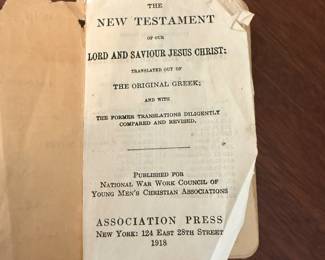 THE
NEW TESTAMENT
OF OUR
LORD AND SAVIOUR JESUS CHRIST:
TRANSLATED OUT OF
THE ORIGINAL GREEK;
AND WITH
THE FORMER TRANSLATIONS DILIGENTLY
COMPARED AND REVISED.
PUBLISHED FOR
NATIONAL WAR WORK COUNCIL OF
YOUNG MEN'S CHRISTIAN ASSOCIATIONS
ASSOCIATION PRESS
NEW YORK: 124 EAST 28TH STREET
1918